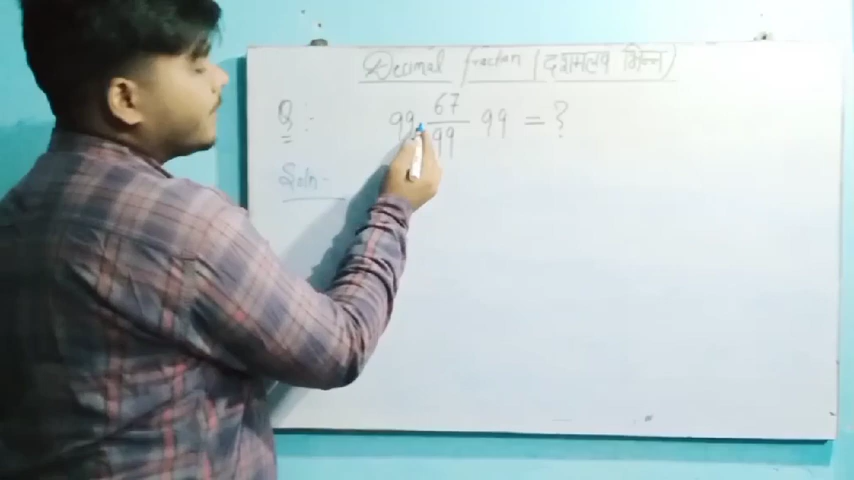 Decimal fraction / दशमलव भिन्न)
Q :- 99 67/99 99 = ?
Soln -